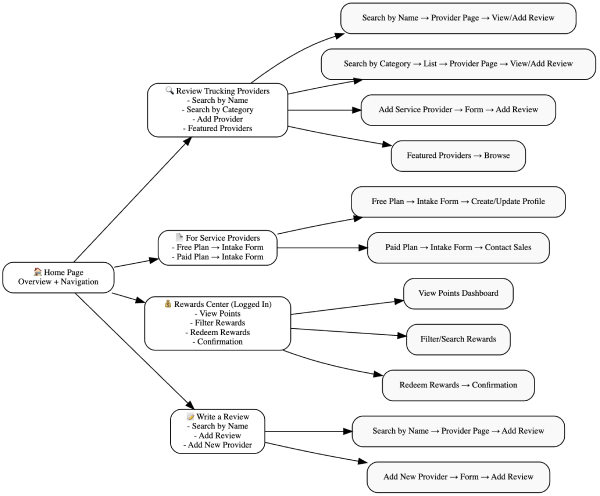 Home Page
Overview + Navigation
Review Trucking Providers
- Search by Name
- Search by Category
- Add Provider
- Featured Providers
Search by Name → Provider Page → View/Add Review
Search by Category → List → Provider Page → View/Add Review
Add Service Provider → Form → Add Review
Featured Providers → Browse
For Service Providers
- Free Plan → Intake Form
- Paid Plan → Intake Form
Free Plan → Intake Form → Create/Update Profile
Paid Plan → Intake Form → Contact Sales
Rewards Center (Logged In)
- View Points
- Filter Rewards
- Redeem Rewards
- Confirmation
View Points Dashboard
Filter/Search Rewards
Redeem Rewards → Confirmation
Write a Review
- Search by Name
- Add Review
- Add New Provider
Search by Name → Provider Page → Add Review
Add New Provider → Form → Add Review